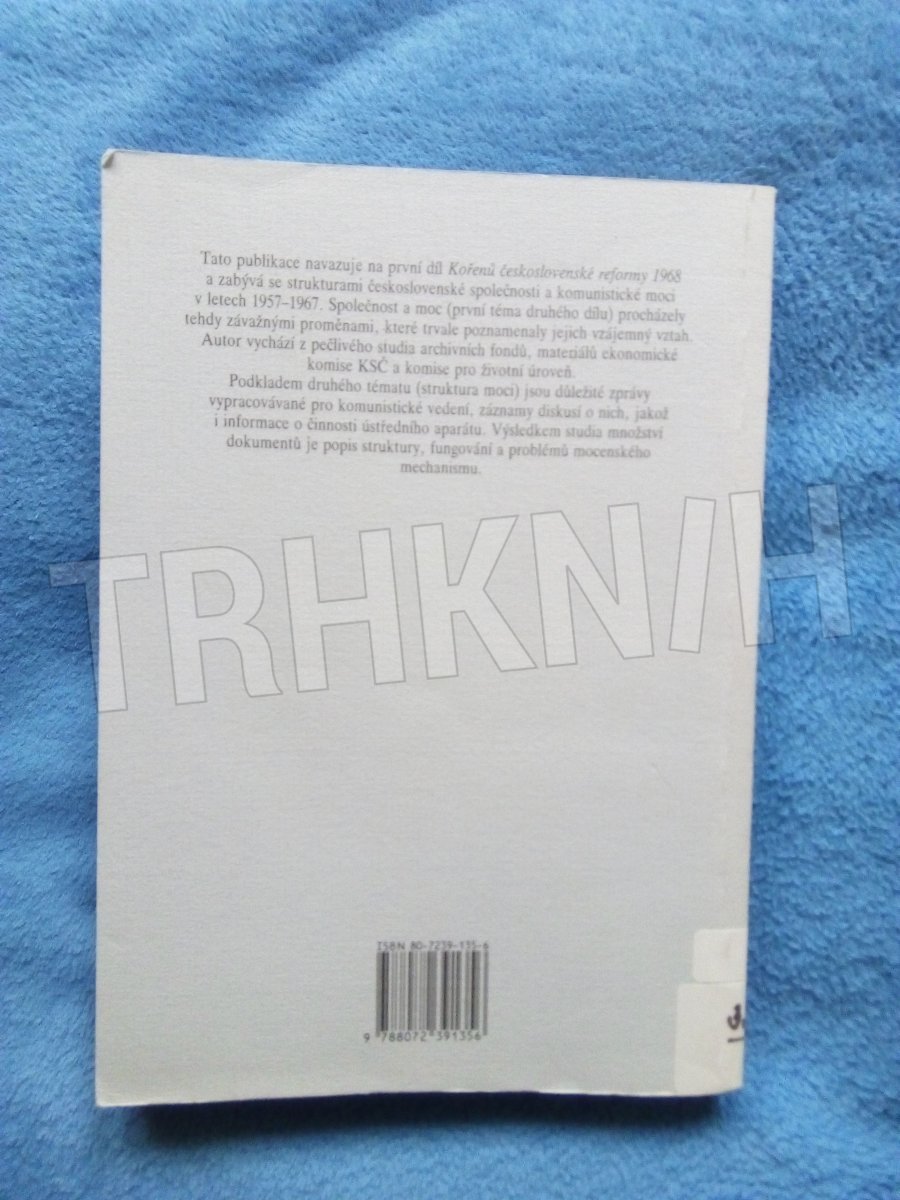 Tato publikace navazuje na první díl Kořenů československé reformy 1968
a zabývá se strukturami československé společnosti a komunistické moci
v letech 1957–1967. Společnost a moc (první téma druhého dílu) procházely
tehdy závažnými proměnami, které trvale poznamenaly jejich vzájemný vztah.
Autor vychází z pečlivého studia archivních fondů, materiálů ekonomické
komise KSČ a komise pro životní úroveň.
Podkladem druhého tématu (struktura moci) jsou důležité zprávy
vypracovávané pro komunistické vedení, záznamy diskusí o nich, jakož
i informace o činnosti ústředního aparátu. Výsledkem studia množství
dokumentů je popis struktury, fungování a problémů mocenského
mechanismu.
TRHKNIH
ISBN 80-7239-135-6
9 788072 391356